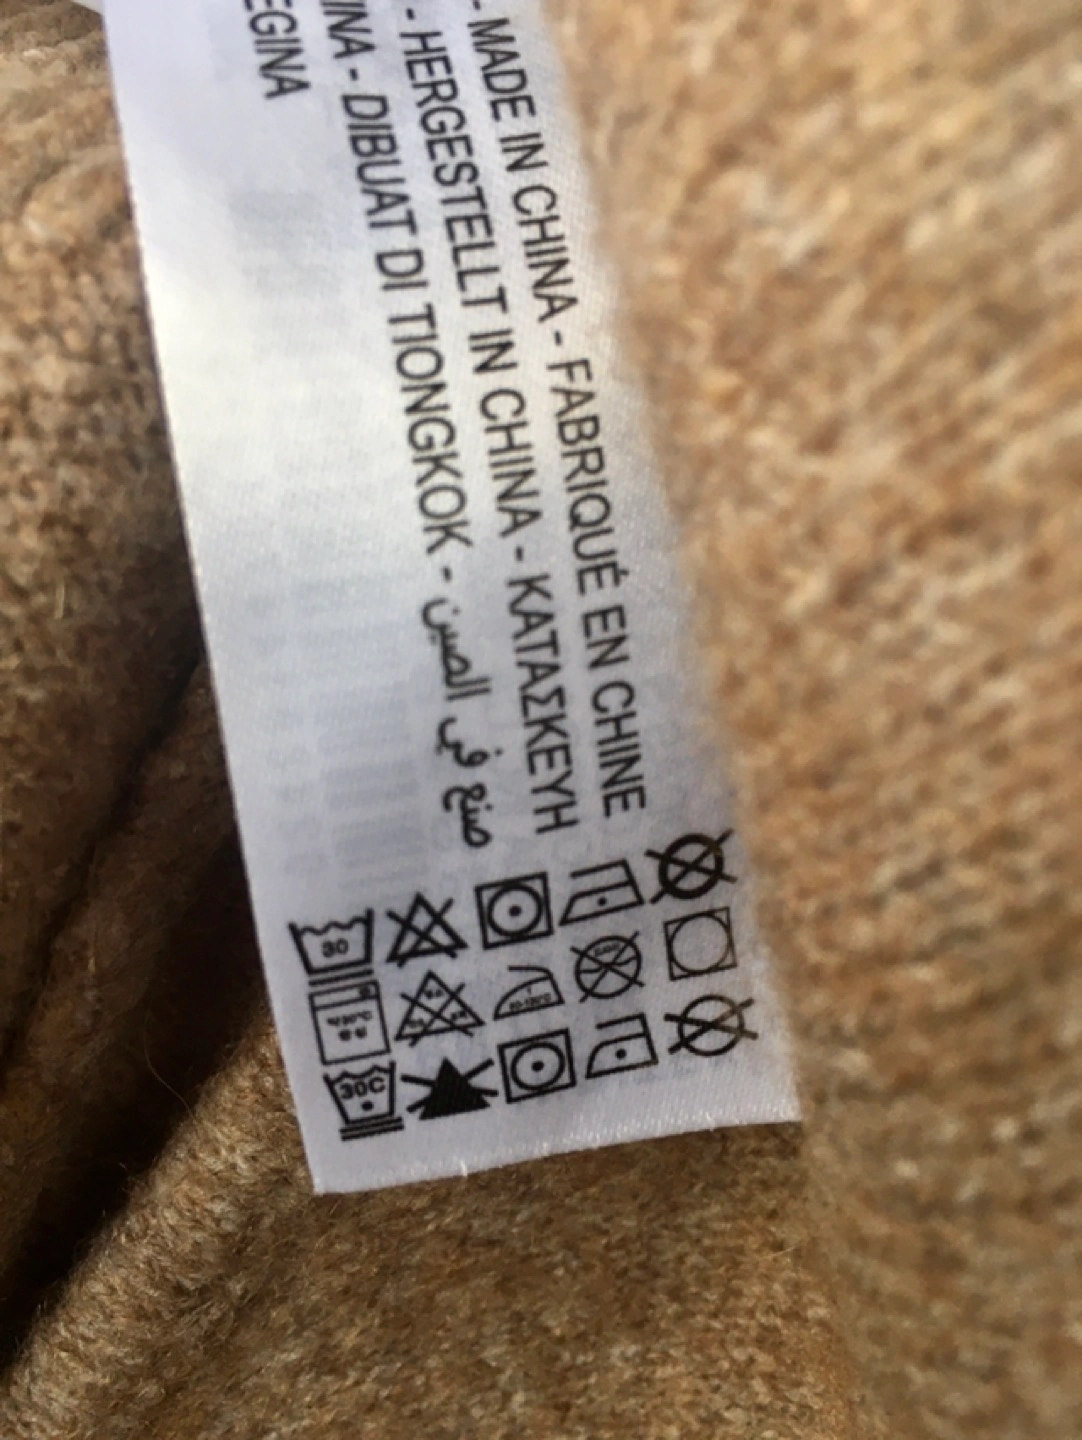 - MADE IN CHINA - FABRIQUÉ EN CHINE
- HERGESTELLT IN CHINA - ΚΑΤΑΣΚΕΥΗ
INA - DIBUAT DI TIONGKOK - صنع في الصين
EGINA
30
30C